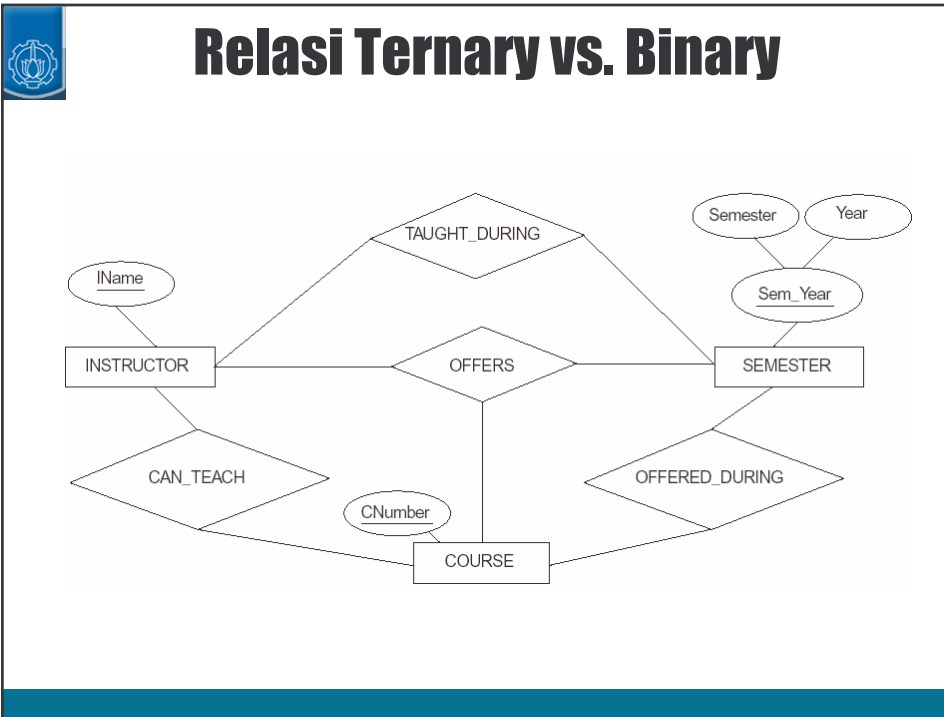 Relasi Ternary vs. Binary
TAUGHT_DURING
Semester
Year
IName
Sem_Year
INSTRUCTOR
OFFERS
SEMESTER
CAN_TEACH
OFFERED_DURING
CNumber
COURSE